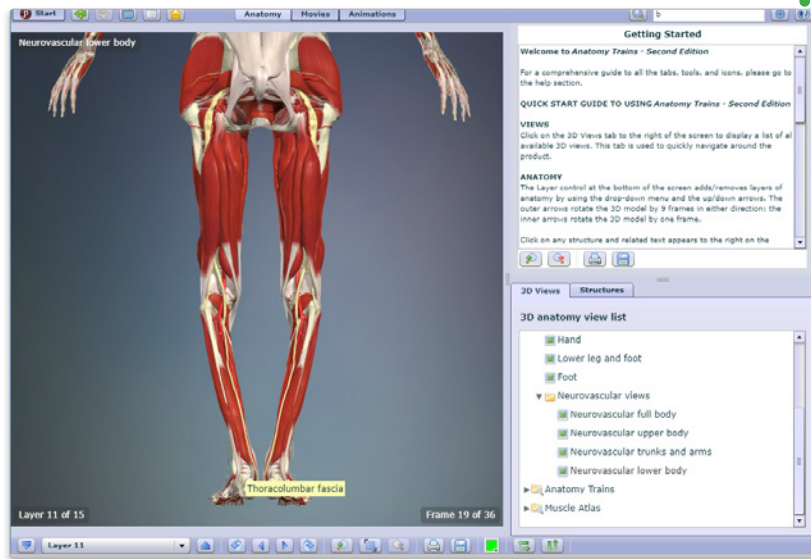 Start
Anatomy
Movies
Animations
b
Neurovascular lower body
Thoracolumbar fascia
Layer 11 of 15
Frame 19 of 36
Layer 11
Getting Started
Welcome to Anatomy Trains - Second Edition
For a comprehensive guide to all the tabs, tools, and icons, please go to
the help section.
QUICK START GUIDE TO USING Anatomy Trains - Second Edition
VIEWS
Click on the 3D Views tab to the right of the screen to display a list of al
available 3D views. This tab is used to quickly navigate around the
product.
ANATOMY
The Layer control at the bottom of the screen adds/removes layers of
anatomy by using the drop-down menu and the up/down arrows. The
outer arrows rotate the 3D model by 9 frames in either direction; the
inner arrows rotate the 3D model by one frame.
Click on any structure and related text appears to the right on the
3D Views
Structures
3D anatomy view list
Hand
Lower leg and foot
Foot
Neurovascular views
Neurovascular full body
Neurovascular upper body
Neurovascular trunks and arms
Neurovascular lower body
Anatomy Trains
Muscle Atlas